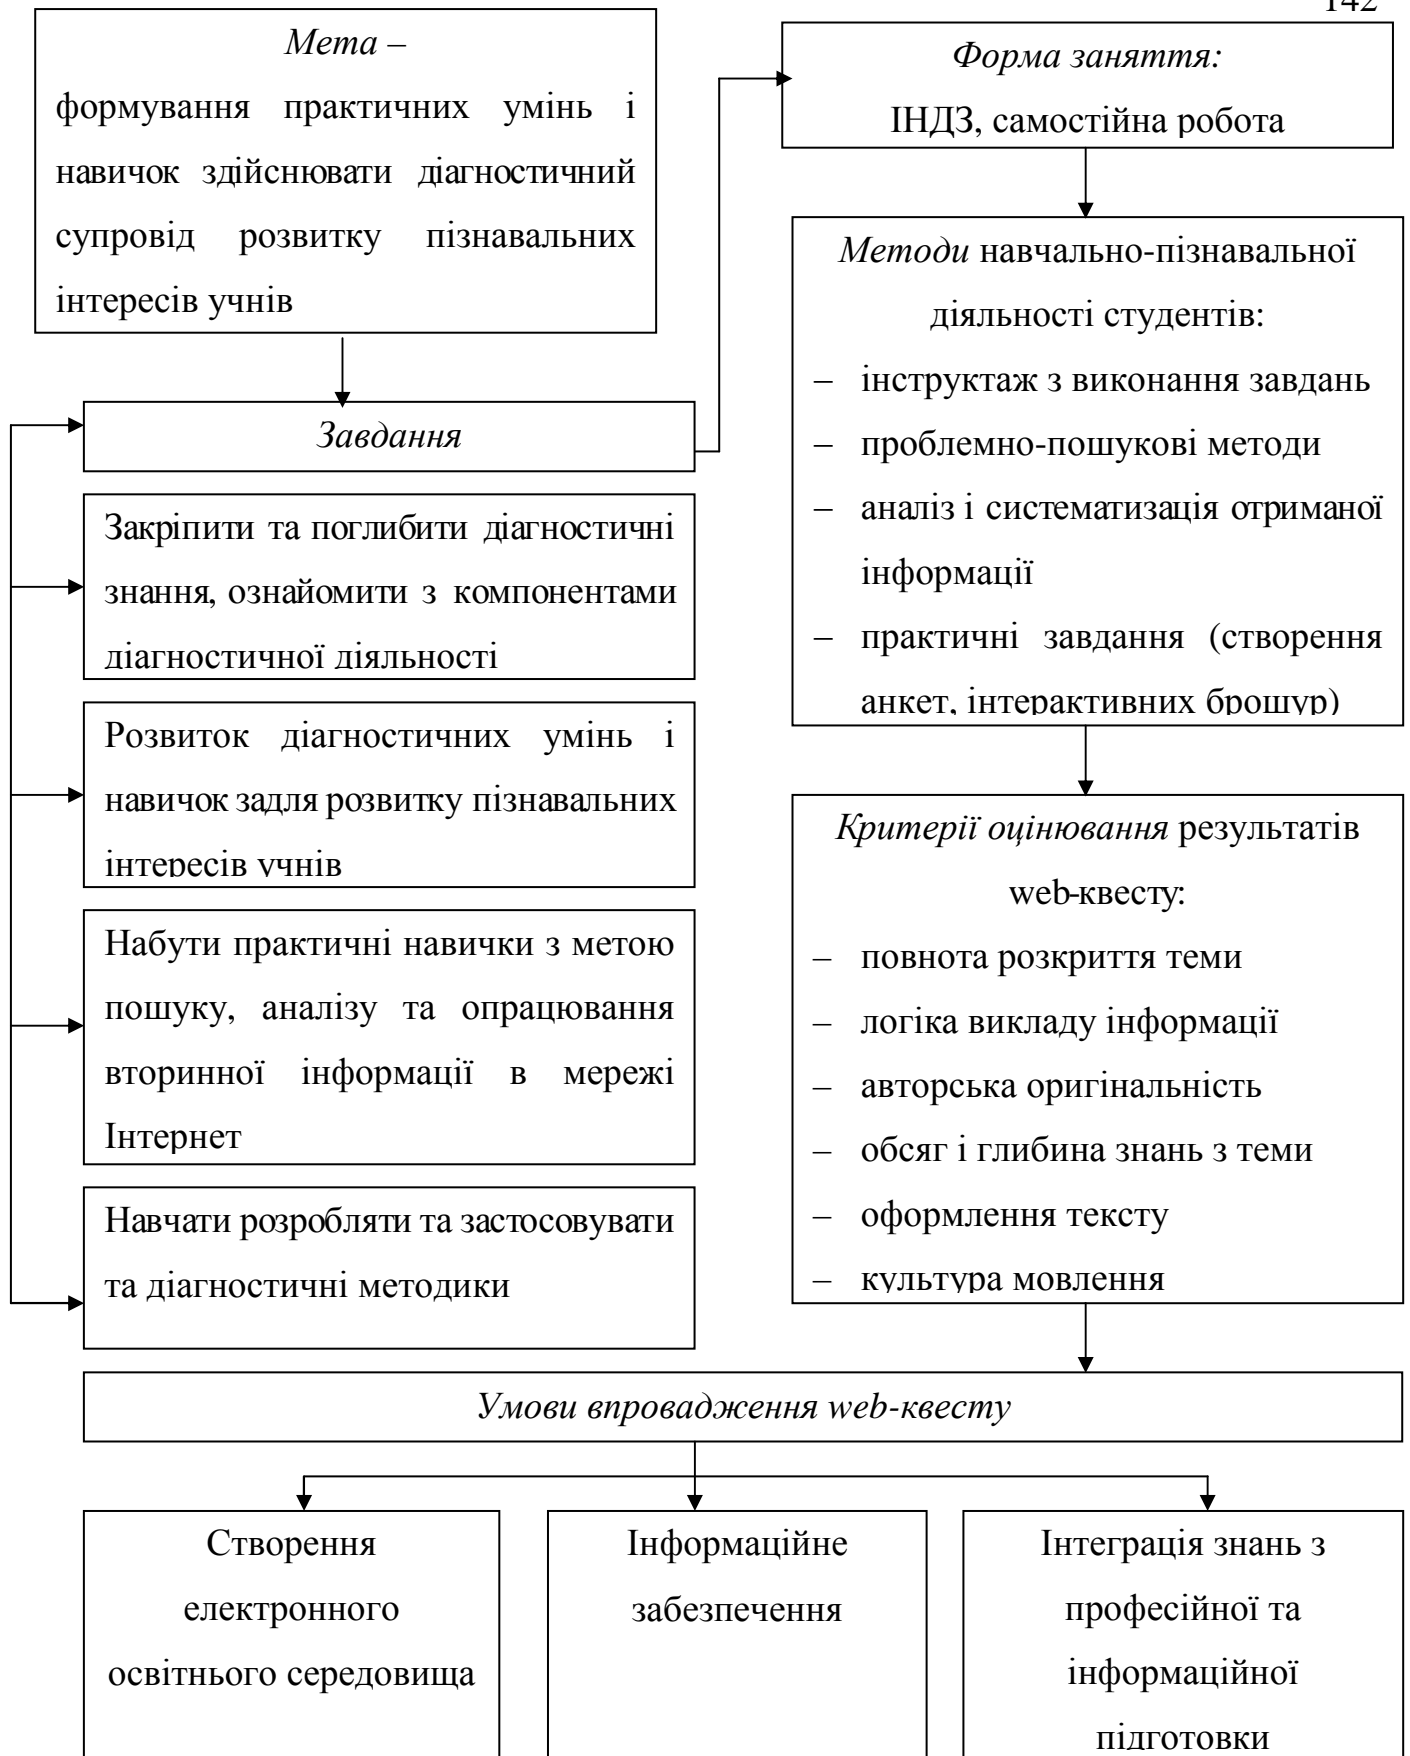 142
Мета –
формування практичних умінь і
навичок здійснювати діагностичний
супровід розвитку пізнавальних
інтересів учнів
Завдання
Закріпити та поглибити діагностичні
знання, ознайомити з компонентами
діагностичної діяльності
Розвиток діагностичних умінь і
навичок задля розвитку пізнавальних
інтересів учнів
Набути практичні навички з метою
пошуку, аналізу та опрацювання
вторинної інформації в мережі
Інтернет
Навчати розробляти та застосовувати
та діагностичні методики
Форма заняття:
ІНДЗ, самостійна робота
Методи навчально-пізнавальної
діяльності студентів:
– інструктаж з виконання завдань
– проблемно-пошукові методи
– аналіз і систематизація отриманої
інформації
– практичні завдання (створення
анкет, інтерактивних брошур)
Критерії оцінювання результатів
web-квесту:
– повнота розкриття теми
– логіка викладу інформації
– авторська оригінальність
– обсяг і глибина знань з теми
– оформлення тексту
– культура мовлення
Умови впровадження web-квесту
Створення
електронного
освітнього середовища
Інформаційне
забезпечення
Інтеграція знань з
професійної та
інформаційної
підготовки